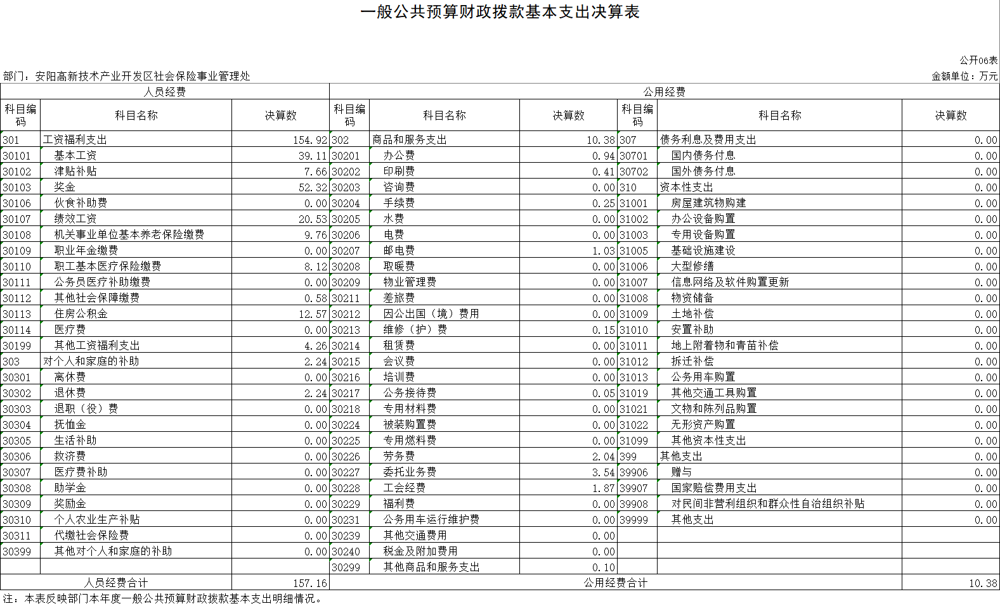 一般公共预算财政拨款基本支出决算表
公开06表
部门：安阳高新技术产业开发区社会保险事业管理处 金额单位：万元
人员经费 公用经费
科目编码 科目名称 决算数 科目编码 科目名称 决算数 科目编码 科目名称 决算数
301 工资福利支出 154.92 302 商品和服务支出 10.38 307 债务利息及费用支出 0.00
30101 基本工资 39.11 30201 办公费 0.94 30701 国内债务付息 0.00
30102 津贴补贴 7.66 30202 印刷费 0.41 30702 国外债务付息 0.00
30103 奖金 52.32 30203 咨询费 0.00 310 资本性支出 0.00
30106 伙食补助费 0.00 30204 手续费 0.25 31001 房屋建筑物购建 0.00
30107 绩效工资 20.53 30205 水费 0.00 31002 办公设备购置 0.00
30108 机关事业单位基本养老保险缴费 9.76 30206 电费 0.00 31003 专用设备购置 0.00
30109 职业年金缴费 0.00 30207 邮电费 1.03 31005 基础设施建设 0.00
30110 职工基本医疗保险缴费 8.12 30208 取暖费 0.00 31006 大型修缮 0.00
30111 公务员医疗补助缴费 0.00 30209 物业管理费 0.00 31007 信息网络及软件购置更新 0.00
30112 其他社会保障缴费 0.58 30211 差旅费 0.00 31008 物资储备 0.00
30113 住房公积金 12.57 30212 因公出国（境）费用 0.00 31009 土地补偿 0.00
30114 医疗费 0.00 30213 维修（护）费 0.15 31010 安置补助 0.00
30199 其他工资福利支出 4.26 30214 租赁费 0.00 31011 地上附着物和青苗补偿 0.00
303 对个人和家庭的补助 2.24 30215 会议费 0.00 31012 拆迁补偿 0.00
30301 离休费 0.00 30216 培训费 0.00 31013 公务用车购置 0.00
30302 退休费 2.24 30217 公务接待费 0.05 31019 其他交通工具购置 0.00
30303 退职（役）费 0.00 30218 专用材料费 0.00 31021 文物和陈列品购置 0.00
30304 抚恤金 0.00 30224 被装购置费 0.00 31022 无形资产购置 0.00
30305 生活补助 0.00 30225 专用燃料费 0.00 31099 其他资本性支出 0.00
30306 救济费 0.00 30226 劳务费 2.04 399 其他支出 0.00
30307 医疗费补助 0.00 30227 委托业务费 3.54 39906 赠与 0.00
30308 助学金 0.00 30228 工会经费 1.87 39907 国家赔偿费用支出 0.00
30309 奖励金 0.00 30229 福利费 0.00 39908 对民间非营利组织和群众性自治组织补贴 0.00
30310 个人农业生产补贴 0.00 30231 公务用车运行维护费 0.00 39999 其他支出 0.00
30311 代缴社会保险费 0.00 30239 其他交通费用 0.00
30399 其他对个人和家庭的补助 0.00 30240 税金及附加费用 0.00
30299 其他商品和服务支出 0.10
人员经费合计 157.16 公用经费合计 10.38
注：本表反映部门本年度一般公共预算财政拨款基本支出明细情况。